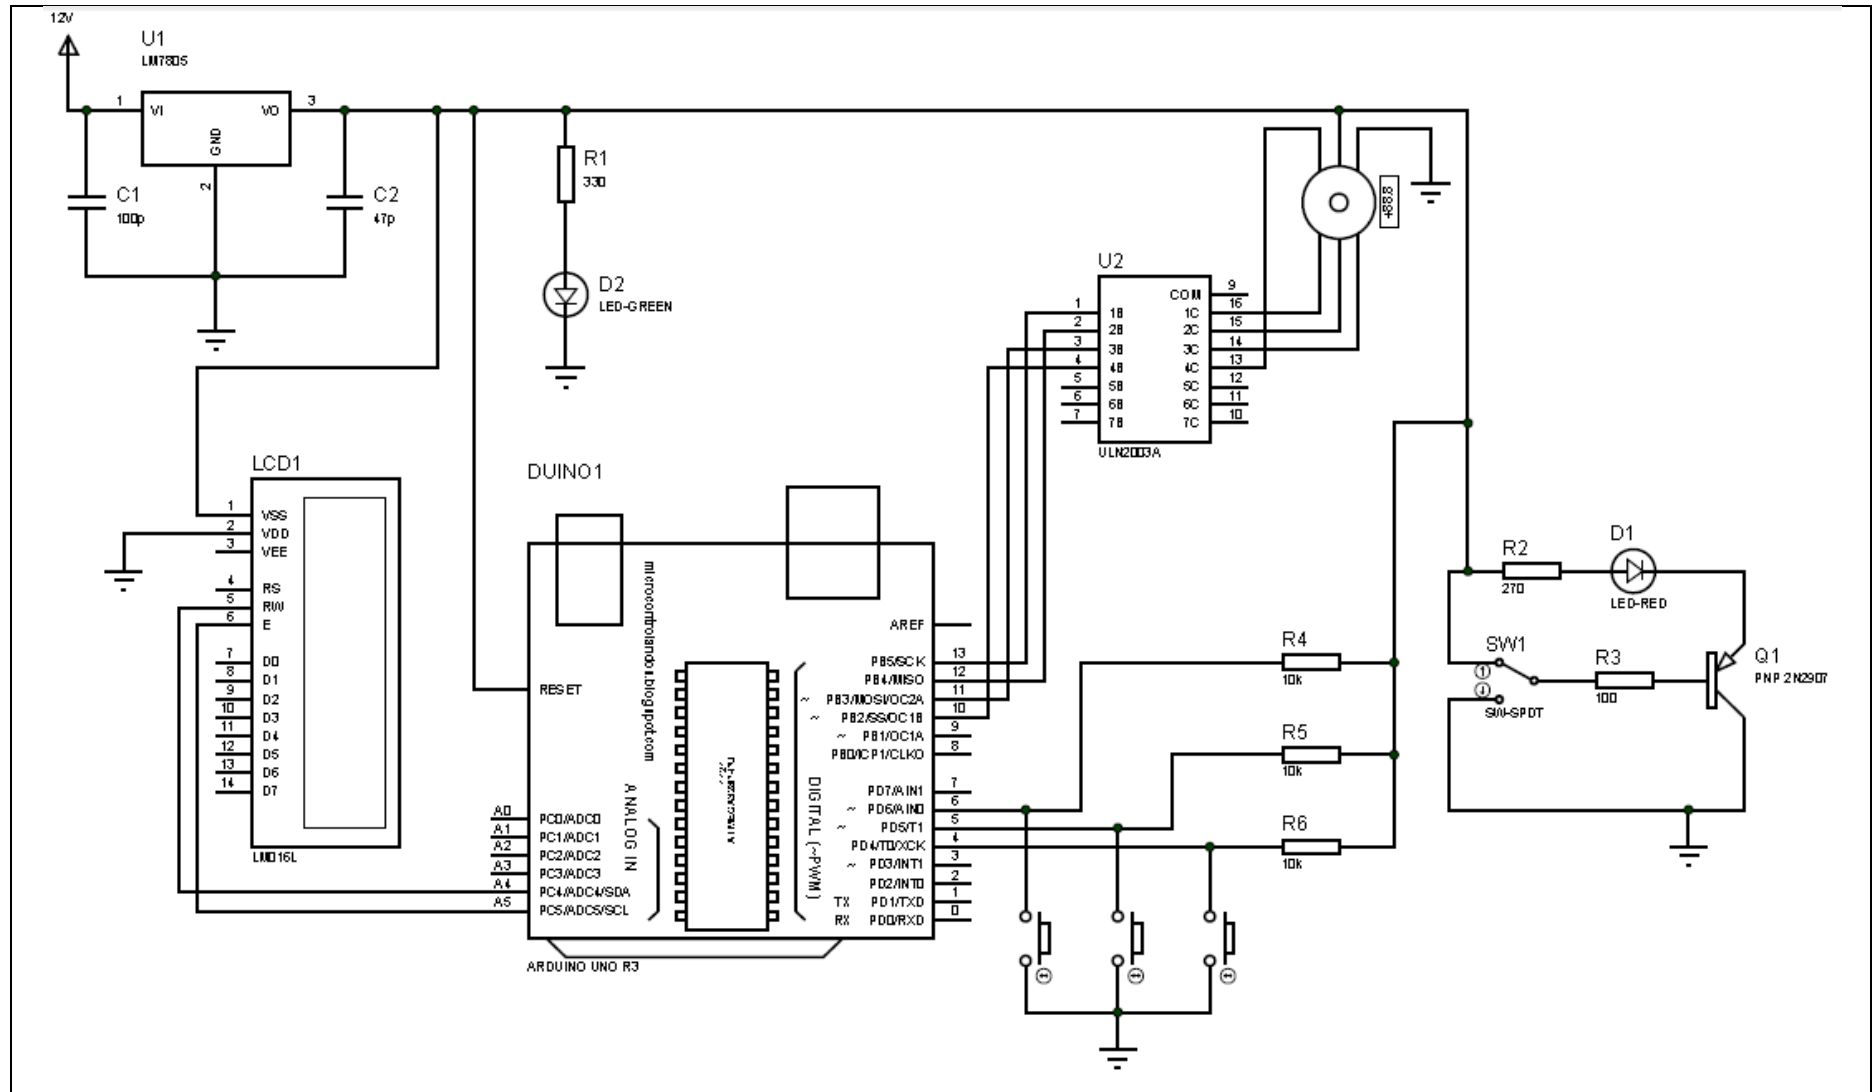 12V
U1
LM7805
1
VI
VO
3
GND
2
C1
100p
C2
47p
R1
330
D2
LED-GREEN
+88.8
U2
COM
9
1
1B
1C
16
2
2B
2C
15
3
3B
3C
14
4
4B
4C
13
5
5B
5C
12
6
6B
6C
11
7
7B
7C
10
ULN2003A
LCD1
1
VSS
2
VDD
3
VEE
4
RS
5
RW
6
E
7
D0
8
D1
9
D2
10
D3
11
D4
12
D5
13
D6
14
D7
LM016L
DUINO1
microcontrolandou.blogspot.com
RESET
AREF
PB5/SCK
13
PB4/MISO
12
~ PB3/MOSI/OC2A
11
~ PB2/SS/OC1B
10
~ PB1/OC1A
9
PB0/ICP1/CLKO
8
PD7/AIN1
7
~ PD6/AIN0
6
~ PD5/T1
5
PD4/T0/XCK
4
~ PD3/INT1
3
PD2/INT0
2
TX PD1/TXD
1
RX PD0/RXD
0
DIGITAL (~PWM)
ANALOG IN
A0
PC0/ADC0
A1
PC1/ADC1
A2
PC2/ADC2
A3
PC3/ADC3
A4
PC4/ADC4/SDA
A5
PC5/ADC5/SCL
ARDUINO UNO R3
R4
10k
R5
10k
R6
10k
R2
270
D1
LED-RED
SW1
SW-SPDT
R3
100
Q1
PNP 2N2907